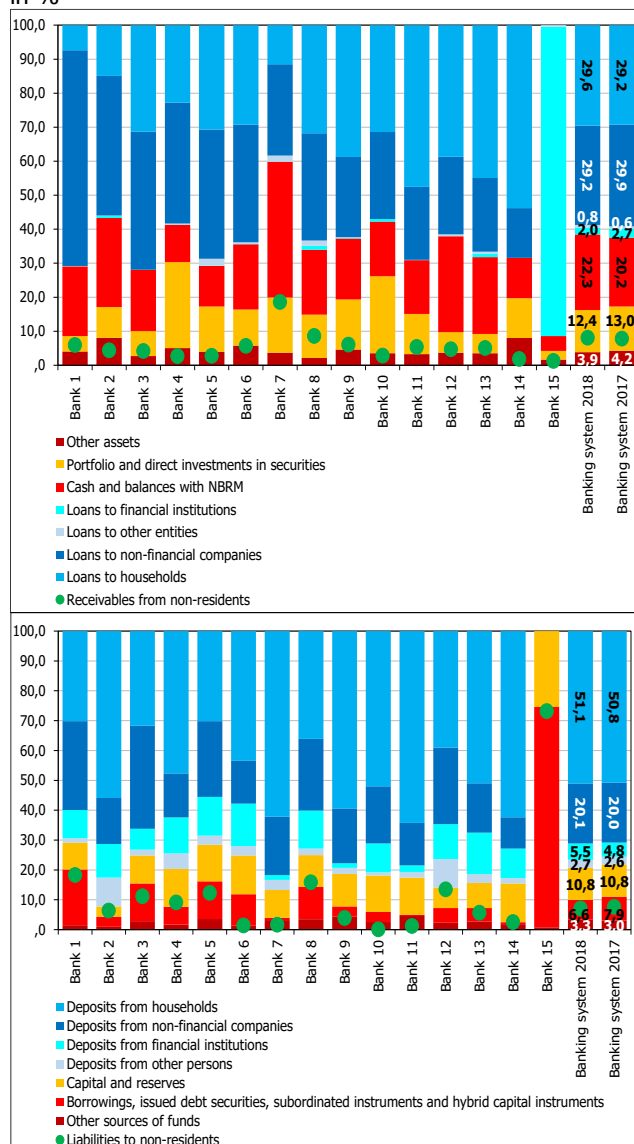 100,0
90,0
80,0
70,0
60,0
50,0
40,0
30,0
20,0
10,0
,0
29,6
29,2
29,2
29,9
0,8
0,6
2,0
2,7
22,3
20,2
12,4
13,0
3,9
4,2
Bank 1
Bank 2
Bank 3
Bank 4
Bank 5
Bank 6
Bank 7
Bank 8
Bank 9
Bank 10
Bank 11
Bank 12
Bank 13
Bank 14
Bank 15
Banking system 2018
Banking system 2017
Other assets
Portfolio and direct investments in securities
Cash and balances with NBRM
Loans to financial institutions
Loans to other entities
Loans to non-financial companies
Loans to households
Receivables from non-residents
100,0
90,0
80,0
70,0
60,0
50,0
40,0
30,0
20,0
10,0
,0
51,1
50,8
20,1
20,0
5,5
4,8
2,7
2,6
10,8
10,8
6,6
7,9
3,3
3,0
Bank 1
Bank 2
Bank 3
Bank 4
Bank 5
Bank 6
Bank 7
Bank 8
Bank 9
Bank 10
Bank 11
Bank 12
Bank 13
Bank 14
Bank 15
Banking system 2018
Banking system 2017
Deposits from households
Deposits from non-financial companies
Deposits from financial institutions
Deposits from other persons
Capital and reserves
Borrowings, issued debt securities, subordinated instruments and hybrid capital instruments
Other sources of funds
Liabilities to non-residents